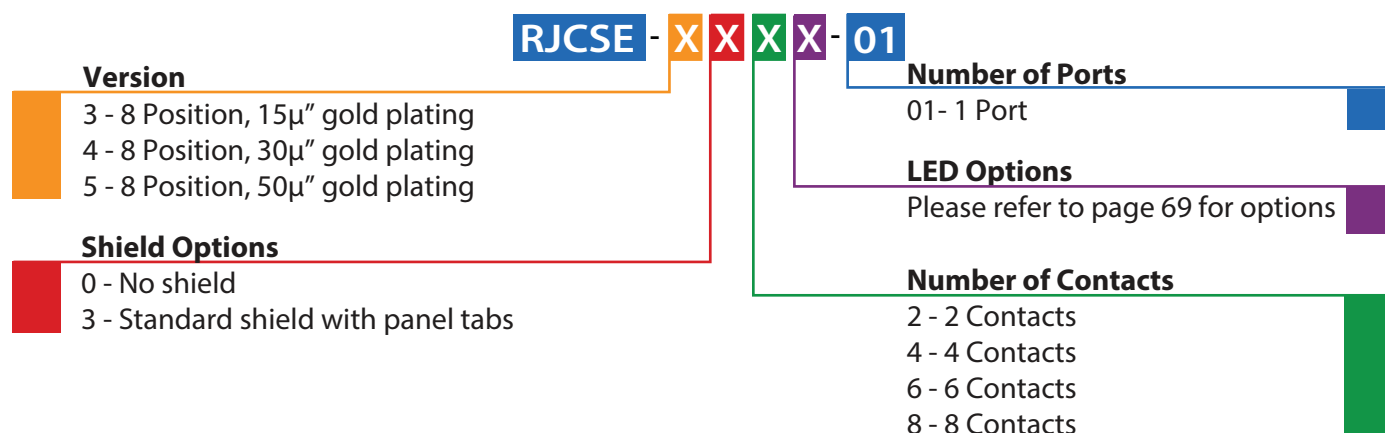 RJCSE - X X X X - 01
Version
3 - 8 Position, 15µ” gold plating
4 - 8 Position, 30µ” gold plating
5 - 8 Position, 50µ” gold plating
Shield Options
0 - No shield
3 - Standard shield with panel tabs
Number of Ports
01- 1 Port
LED Options
Please refer to page 69 for options
Number of Contacts
2 - 2 Contacts
4 - 4 Contacts
6 - 6 Contacts
8 - 8 Contacts